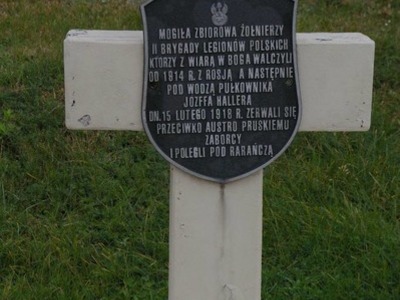 MOGIŁA ZBIOROWA ŻOŁNIERZY
II BRYGADY LEGIONÓW POLSKICH
KTORZY Z WIARĄ W BOGA WALCZYLI
OD 1914 R. Z ROSJĄ, A NASTĘPNIE
POD WODZĄ PUŁKOWNIKA
JÓZEFA HALLERA
DN. 15 LUTEGO 1918 R. ZERWALI SIĘ
PRZECIWKO AUSTRO PRUSKIEMU
ZABORCY
I POLEGLI POD RARAŃCZĄ